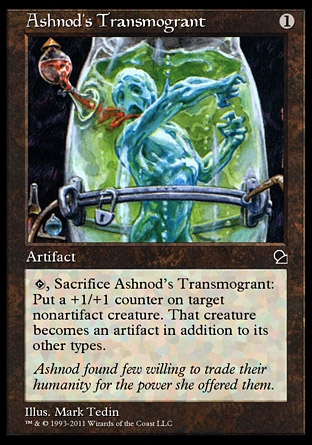 Ashnod's Transmogrant 1
Artifact
, Sacrifice Ashnod's Transmogrant:
Put a +1/+1 counter on target
nonartifact creature. That creature
becomes an artifact in addition to its
other types.
Ashnod found few willing to trade their
humanity for the power she offered them.
Illus. Mark Tedin
™ & © 1993-2011 Wizards of the Coast LLC